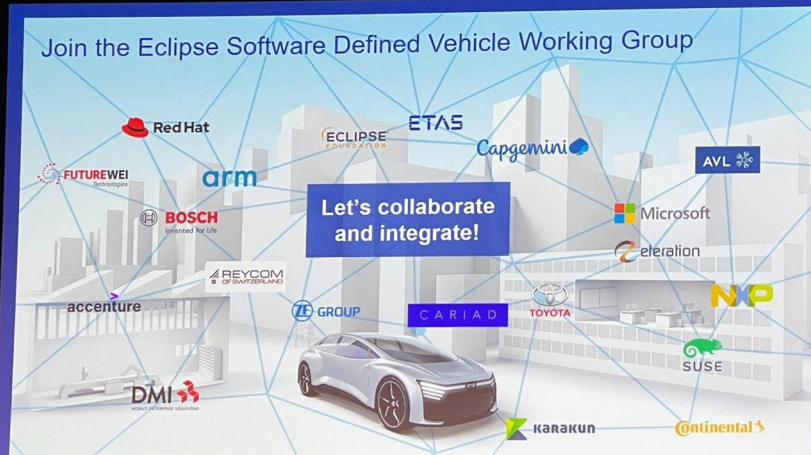 Join the Eclipse Software Defined Vehicle Working Group
Red Hat
ECLIPSE
FOUNDATION
ETAS
Capgemini
AVL
FUTUREWEI
Technologies
arm
Let's collaborate
and integrate!
BOSCH
Invented for life
Microsoft
eleration
REYCOM
OF SWITZERLAND
accenture
ZF GROUP
CARIAD
TOYOTA
NXP
SUSE
DMI
MOBILE ENTERPRISE SOLUTIONS
KARAKUN
Continental